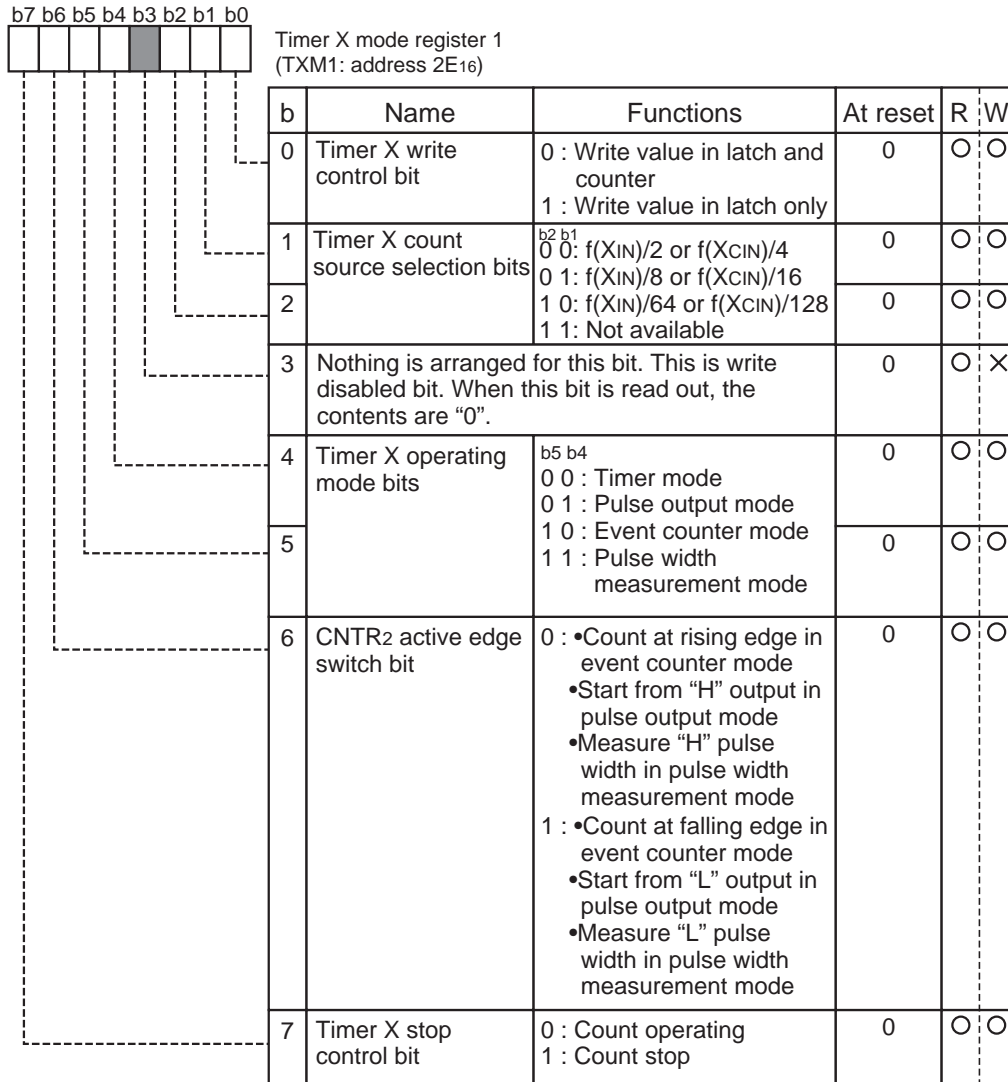 b7 b6 b5 b4 b3 b2 b1 b0
Timer X mode register 1
(TXM1: address 2E16)
b Name Functions At reset R W
0 Timer X write control bit
0 : Write value in latch and
counter
1 : Write value in latch only
0 ○ ○
1 Timer X count
source selection bits
b2 b1
0 0: f(XIN)/2 or f(XCIN)/4
0 1: f(XIN)/8 or f(XCIN)/16
1 0: f(XIN)/64 or f(XCIN)/128
1 1: Not available
0 ○ ○
2
0 ○ ○
3 Nothing is arranged for this bit. This is write
disabled bit. When this bit is read out, the
contents are “0”.
0 ○ ×
4 Timer X operating
mode bits
b5 b4
0 0 : Timer mode
0 1 : Pulse output mode
1 0 : Event counter mode
1 1 : Pulse width
measurement mode
0 ○ ○
5
0 ○ ○
6 CNTR2 active edge
switch bit
0 : •Count at rising edge in
event counter mode
•Start from “H” output in
pulse output mode
•Measure “H” pulse
width in pulse width
measurement mode
1 : •Count at falling edge in
event counter mode
•Start from “L” output in
pulse output mode
•Measure “L” pulse
width in pulse width
measurement mode
0 ○ ○
7 Timer X stop
control bit
0 : Count operating
1 : Count stop
0 ○ ○